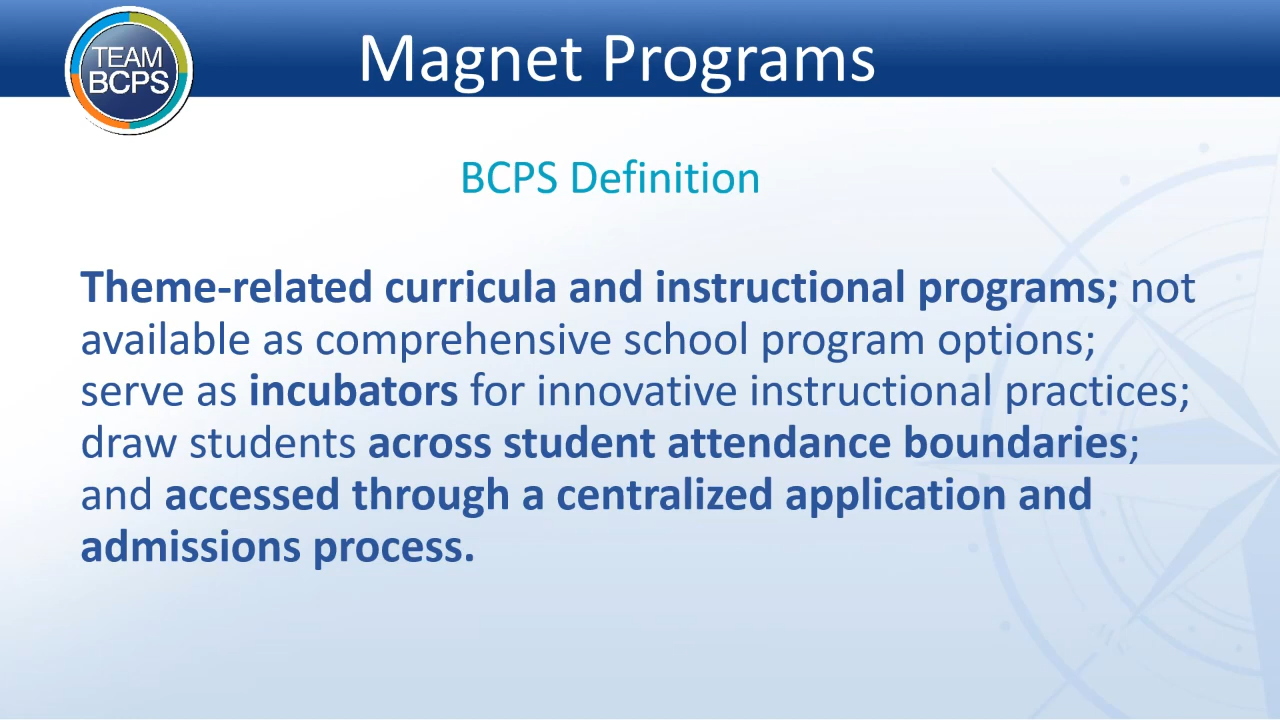 TEAM
BCPS
Magnet Programs
BCPS Definition
Theme-related curricula and instructional programs; not
available as comprehensive school program options;
serve as incubators for innovative instructional practices;
draw students across student attendance boundaries;
and accessed through a centralized application and
admissions process.